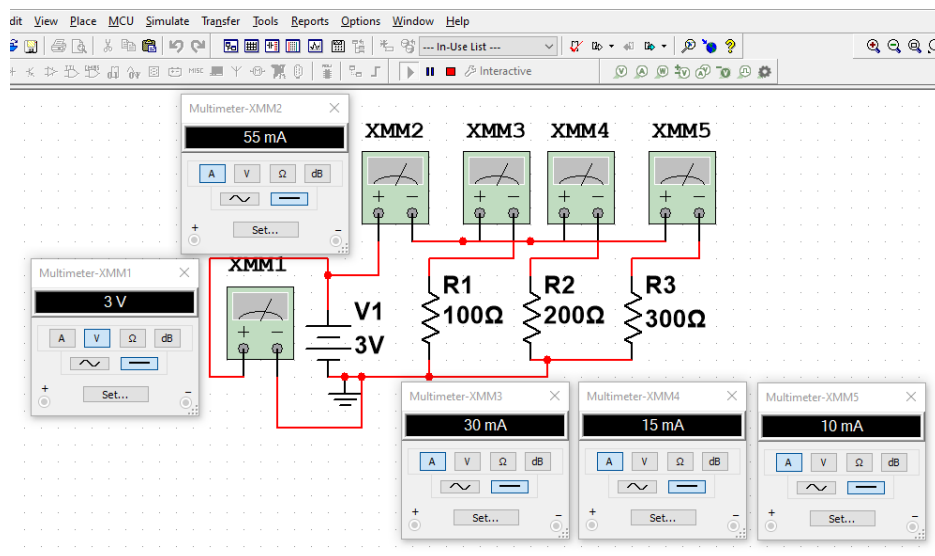 dit View Place MCU Simulate Transfer Tools Reports Options Window Help
--- In-Use List ---
MISC
Interactive
Multimeter-XMM2
55 mA
A V Ω dB
+ Set... -
XMM2 XMM3 XMM4 XMM5
+ - + - + - + -
XMM1
+ -
Multimeter-XMM1
3 V
A V Ω dB
+ Set... -
V1
3V
R1
100Ω
R2
200Ω
R3
300Ω
Multimeter-XMM3
30 mA
A V Ω dB
+ Set... -
Multimeter-XMM4
15 mA
A V Ω dB
+ Set... -
Multimeter-XMM5
10 mA
A V Ω dB
+ Set... -